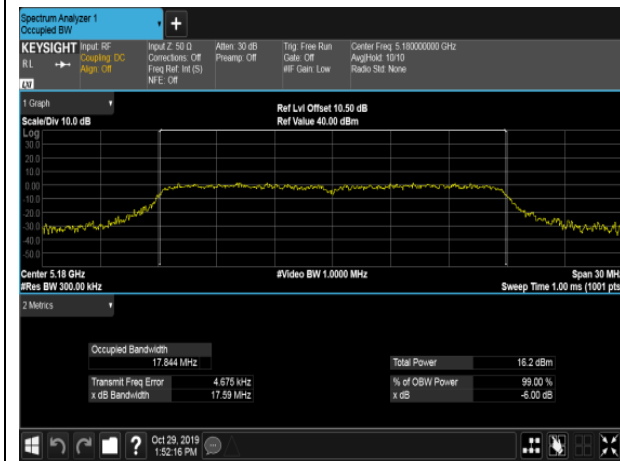 Spectrum Analyzer 1
Occupied BW
+
KEYSIGHT
RL
LXI
Input: RF
Coupling: DC
Align: Off
Input Z: 50 Ω
Corrections: Off
Freq Ref: Int (S)
NFE: Off
Atten: 30 dB
Preamp: Off
Trig: Free Run
Gate: Off
#IF Gain: Low
Center Freq: 5.180000000 GHz
Avg|Hold: 10/10
Radio Std: None
1 Graph
Scale/Div 10.0 dB
Ref Lvl Offset 10.50 dB
Ref Value 40.00 dBm
Log
30.0
20.0
10.0
0.00
-10.0
-20.0
-30.0
-40.0
-50.0
Center 5.18 GHz
#Res BW 300.00 kHz
#Video BW 1.0000 MHz
Span 30 MHz
Sweep Time 1.00 ms (1001 pts)
2 Metrics
Occupied Bandwidth
17.844 MHz
Transmit Freq Error 4.675 kHz
x dB Bandwidth 17.59 MHz
Total Power 16.2 dBm
% of OBW Power 99.00 %
x dB -6.00 dB
?
Oct 29, 2019
1:52:16 PM